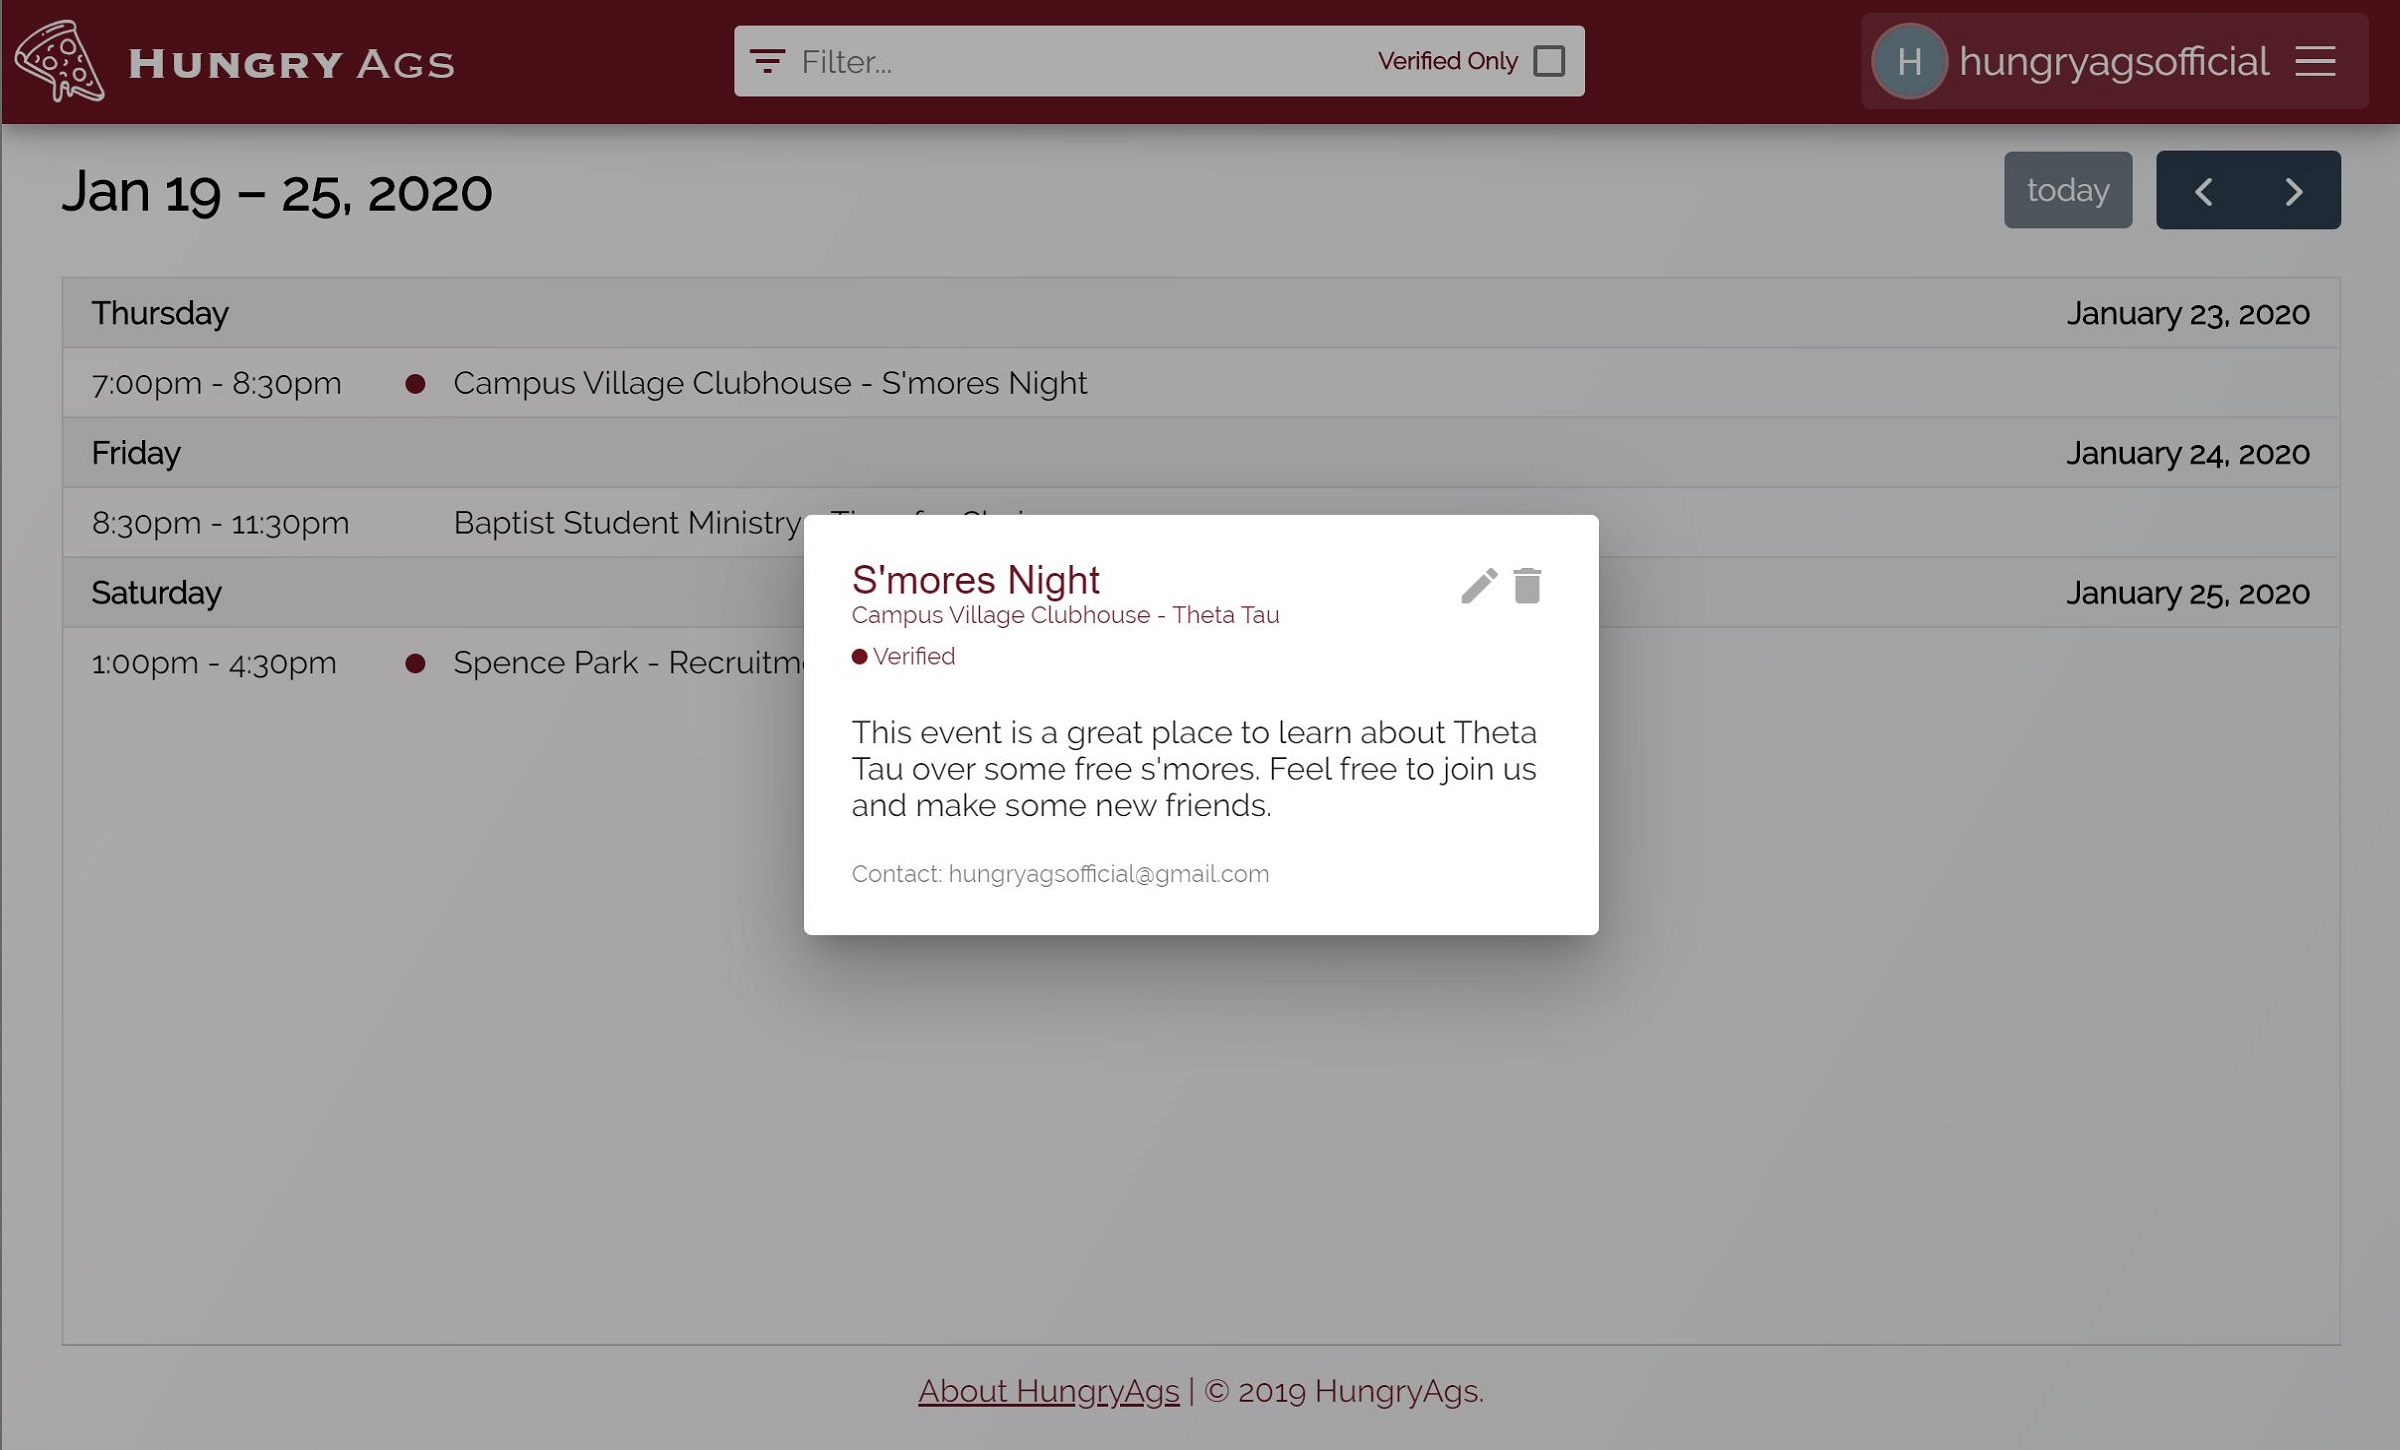 HUNGRY AGS
Filter...
Verified Only
H
hungryagsofficial
Jan 19 – 25, 2020
today
Thursday January 23, 2020
7:00pm - 8:30pm Campus Village Clubhouse - S'mores Night
Friday January 24, 2020
8:30pm - 11:30pm Baptist Student Ministry
Saturday January 25, 2020
1:00pm - 4:30pm Spence Park -
S'mores Night
Campus Village Clubhouse - Theta Tau
Verified
This event is a great place to learn about Theta
Tau over some free s'mores. Feel free to join us
and make some new friends.
Contact: hungryagsofficial@gmail.com
About HungryAgs | © 2019 HungryAgs.